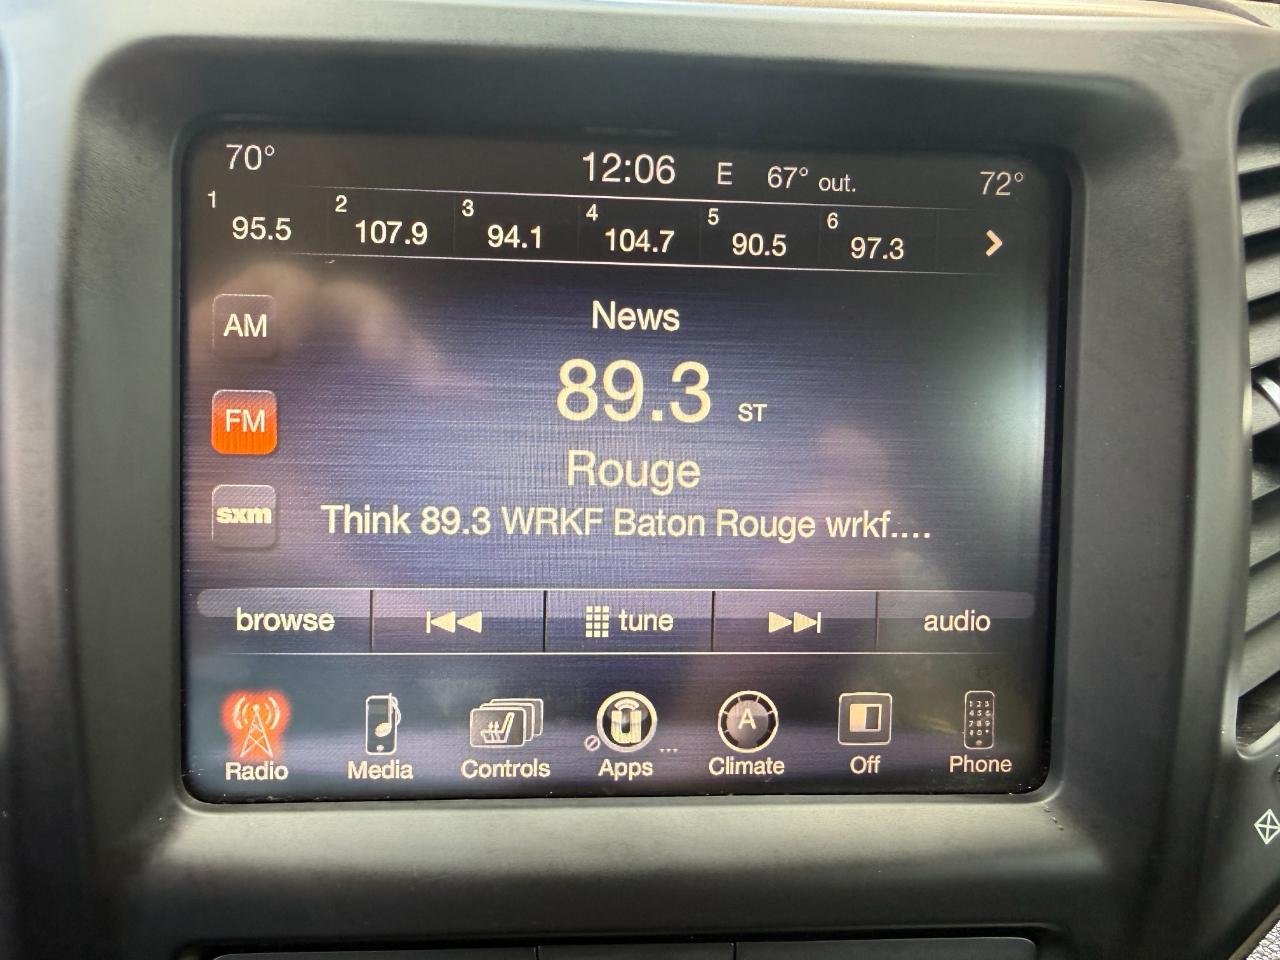 70° 12:06 E 67° out. 72°
1 95.5 2 107.9 3 94.1 4 104.7 5 90.5 6 97.3
AM
News
89.3 ST
FM
Rouge
sxm
Think 89.3 WRKF Baton Rouge wrkf....
browse tune audio
Radio Media Controls A Apps Climate Off Phone